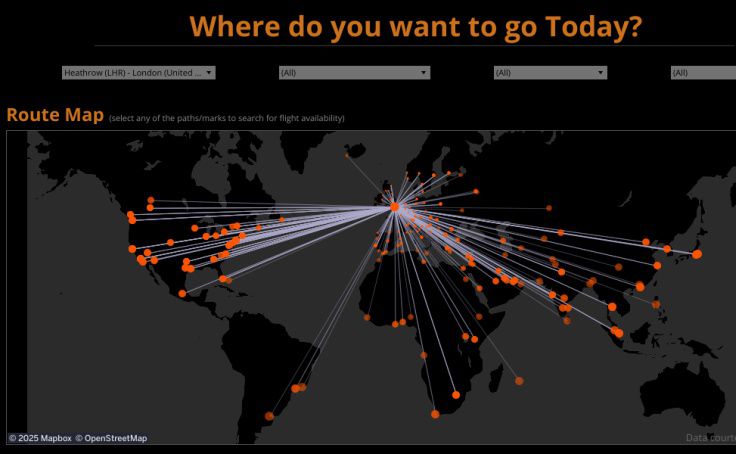 Where do you want to go Today?
Heathrow (LHR) - London (United ...
(All)
(All)
(All)
Route Map (select any of the paths/marks to search for flight availability)
© 2025 Mapbox © OpenStreetMap
Data